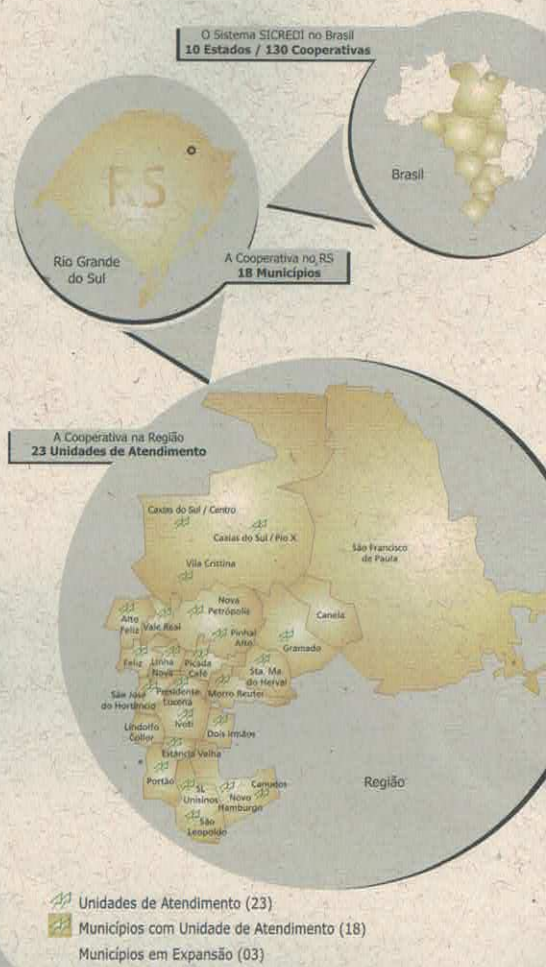 O Sistema SICREDI no Brasil
10 Estados / 130 Cooperativas
Brasil
RS
Rio Grande
do Sul
A Cooperativa no RS
18 Municípios
A Cooperativa na Região
23 Unidades de Atendimento
Caxias do Sul / Centro
Caxias do Sul / Pio X
Vila Cristina
São Francisco
de Paula
Nova
Petrópolis
Canela
Alto
Feliz
Vale Real
Pinhal
Alto
Gramado
Feliz
Linha
Nova
Picada
Café
Sta. Ma.
do Herval
São José
do Hortêncio
Presidente
Lucena
Morro Reuter
Lindolfo
Collor
Ivoti
Dois Irmãos
Estância Velha
Portão
SL
Unisinos
Novo
Hamburgo
Canudos
São
Leopoldo
Região
Unidades de Atendimento (23)
Municípios com Unidade de Atendimento (18)
Municípios em Expansão (03)